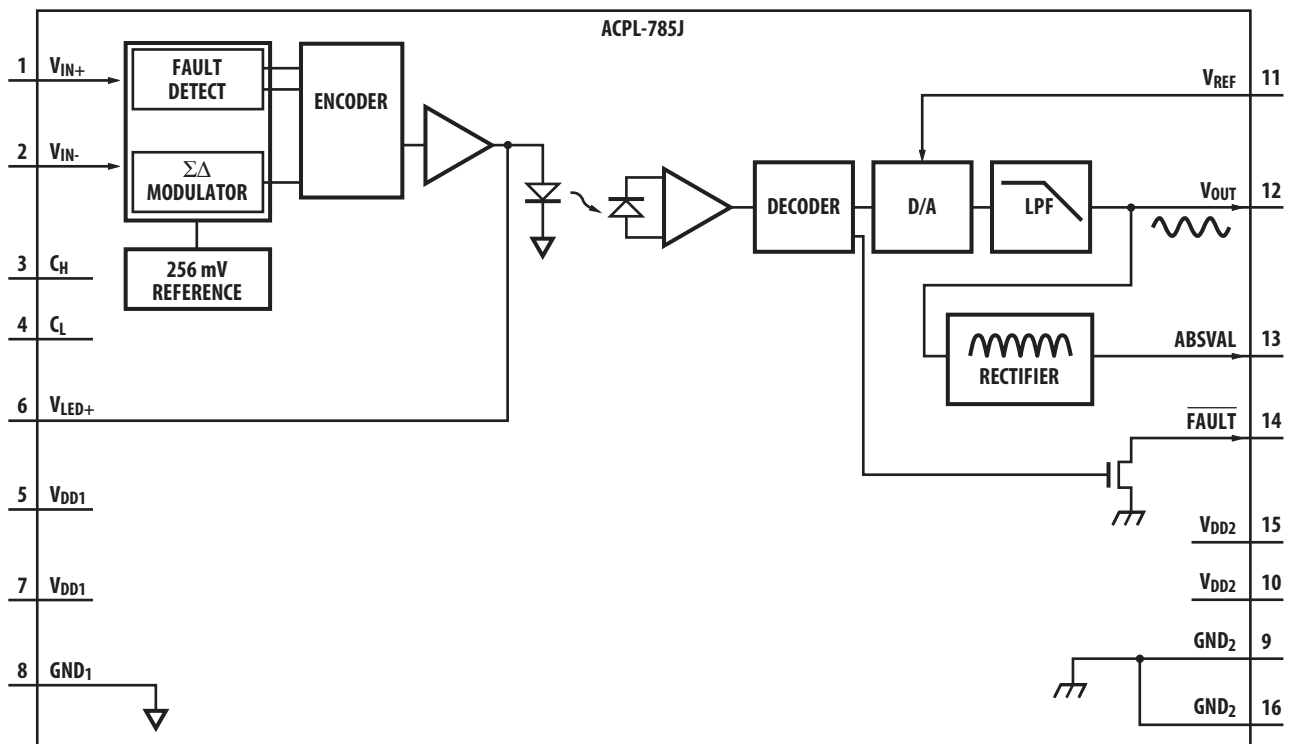 ACPL-785J
1 VIN+
FAULT
DETECT
ENCODER
2 VIN-
ΣΔ
MODULATOR
3 CH
256 mV
REFERENCE
4 CL
6 VLED+
5 VDD1
7 VDD1
8 GND1
DECODER
D/A
LPF
VREF 11
VOUT 12
RECTIFIER
ABSVAL 13
FAULT 14
VDD2 15
VDD2 10
GND2 9
GND2 16